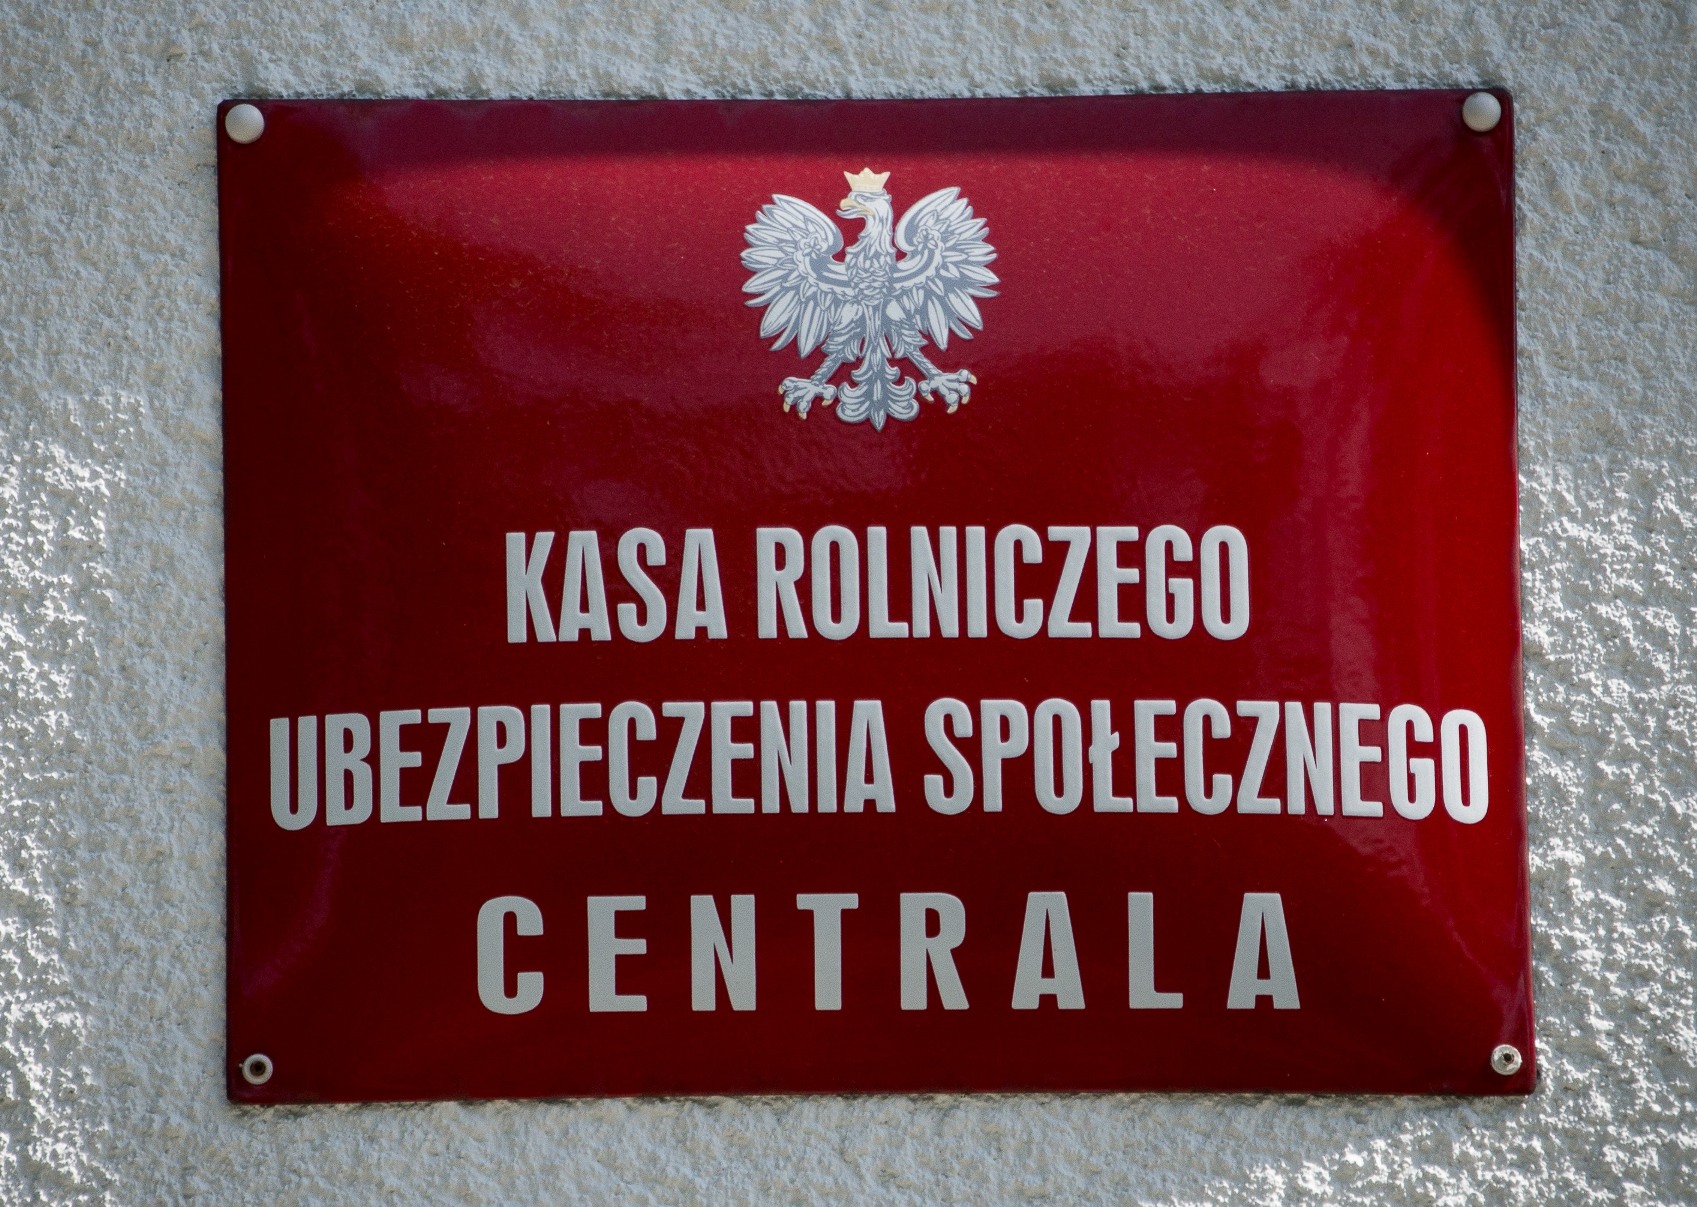 KASA ROLNICZEGO
UBEZPIECZENIA SPOŁECZNEGO
CENTRALA